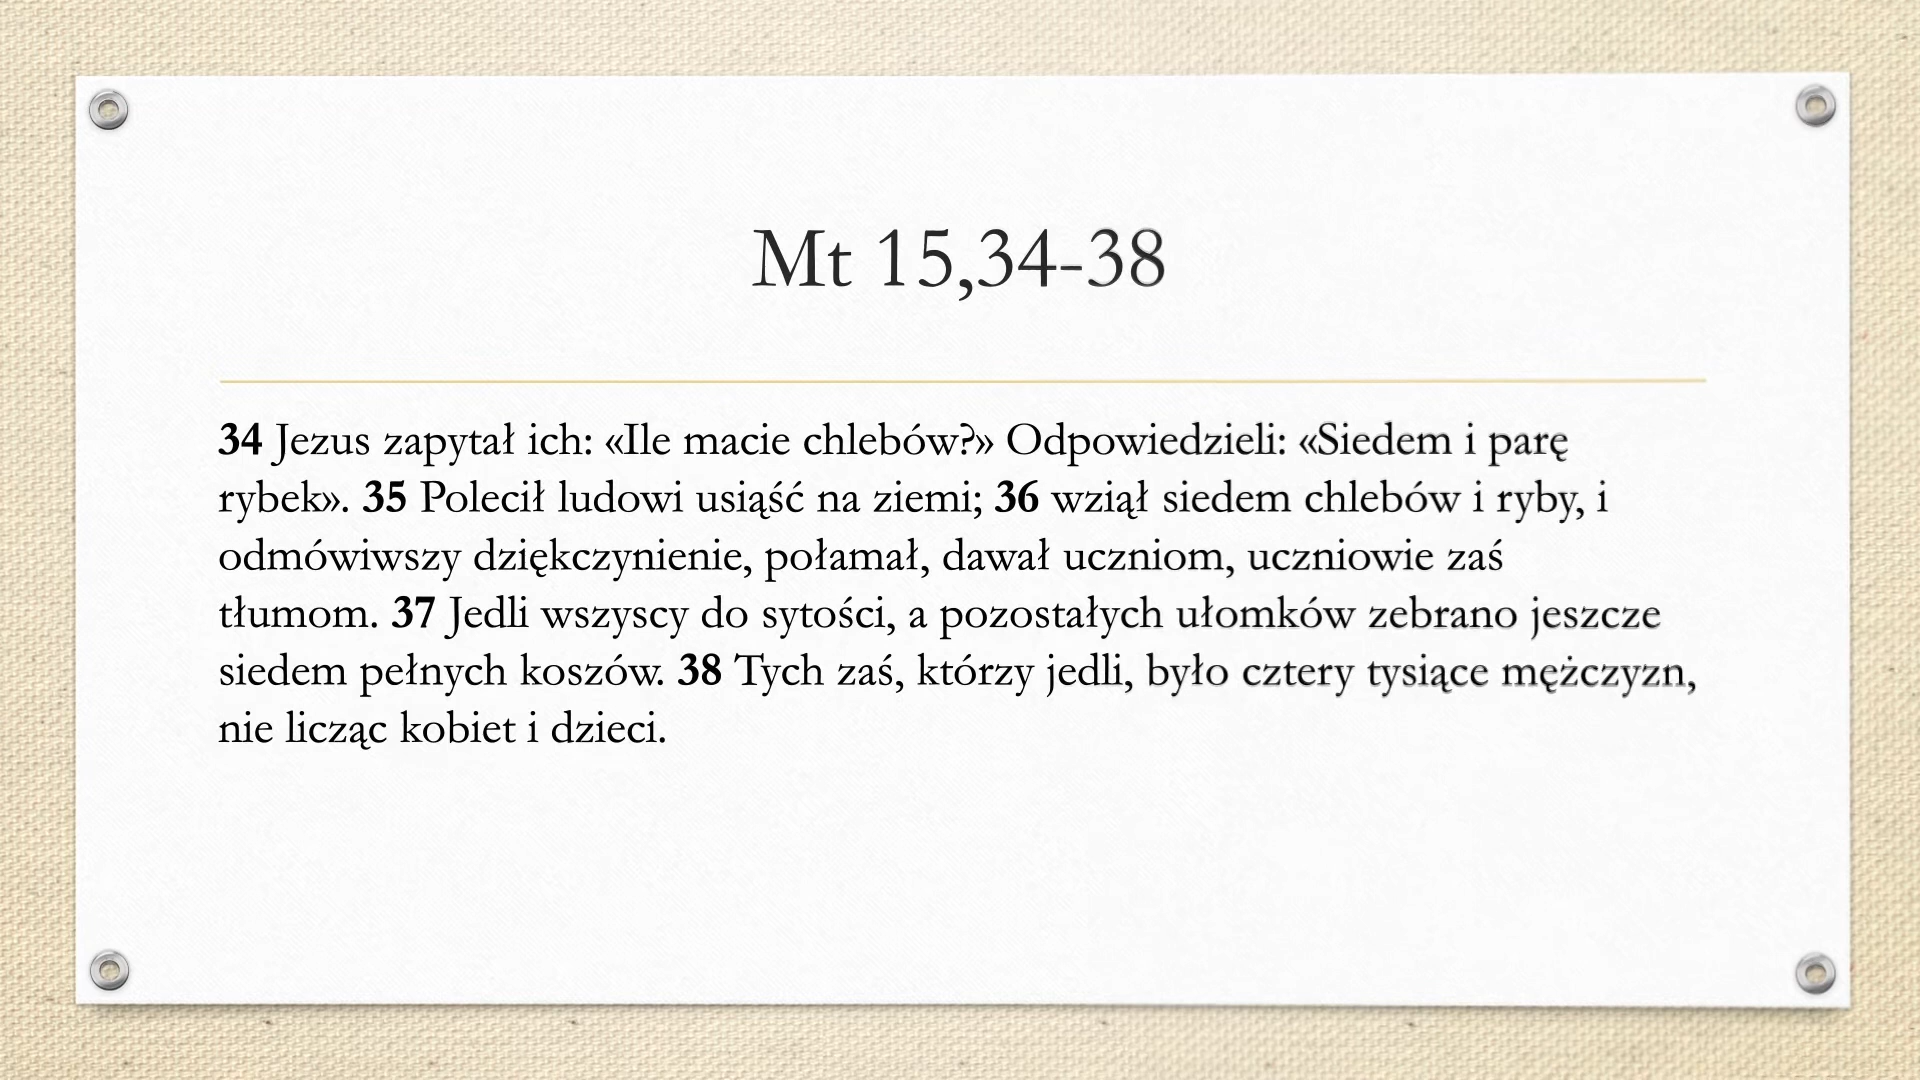 Mt 15,34-38
34 Jezus zapytał ich: «Ile macie chlebów?» Odpowiedzieli: «Siedem i parę
rybek». 35 Polecił ludowi usiąść na ziemi; 36 wziął siedem chlebów i ryby, i
odmówiwszy dziękczynienie, połamał, dawał uczniom, uczniowie zaś
tłumom. 37 Jedli wszyscy do sytości, a pozostałych ułomków zebrano jeszcze
siedem pełnych koszów. 38 Tych zaś, którzy jedli, było cztery tysiące mężczyzn,
nie licząc kobiet i dzieci.